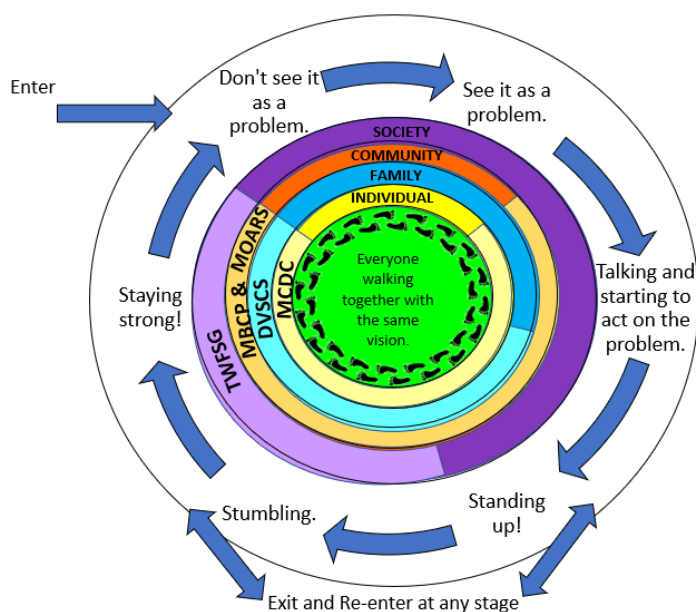 Enter
Don't see it
as a
problem.
See it as a
problem.
Talking and
starting to
act on the
problem.
Standing
up!
Stumbling.
Staying
strong!
Exit and Re-enter at any stage
SOCIETY
COMMUNITY
FAMILY
INDIVIDUAL
TWFSG
MBCP & MOARS
DVSCS
MCDC
Everyone
walking
together with
the same
vision.